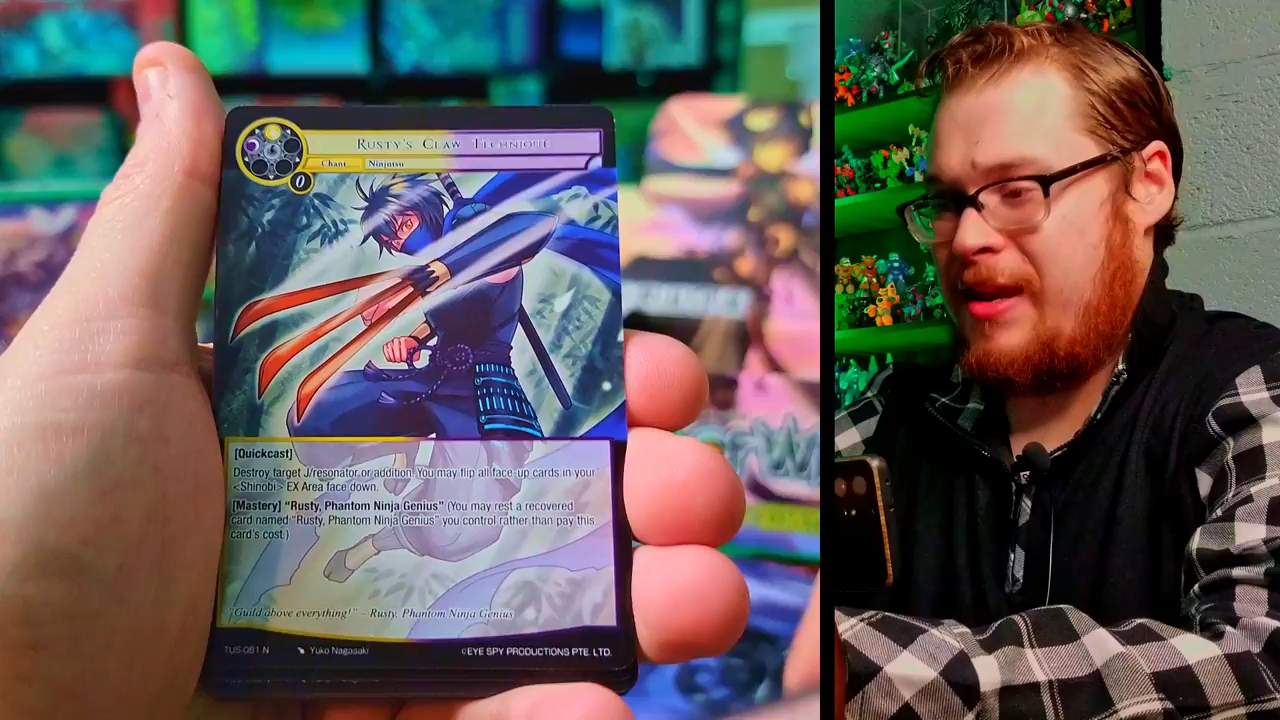 RUSTY'S CLAW TECHNIQUE
Chant Ninjutsu
0
[Quickcast]
Destroy target J/resonator or addition. You may flip all face-up cards in your
<Shinobi> EX Area face down.
[Mastery] "Rusty, Phantom Ninja Genius" (You may rest a recovered
card named "Rusty, Phantom Ninja Genius" you control rather than pay this
card's cost.)
"Guild above everything!" – Rusty, Phantom Ninja Genius
TUS-061 N Yuko Nagasaki ©EYE SPY PRODUCTIONS PTE. LTD.